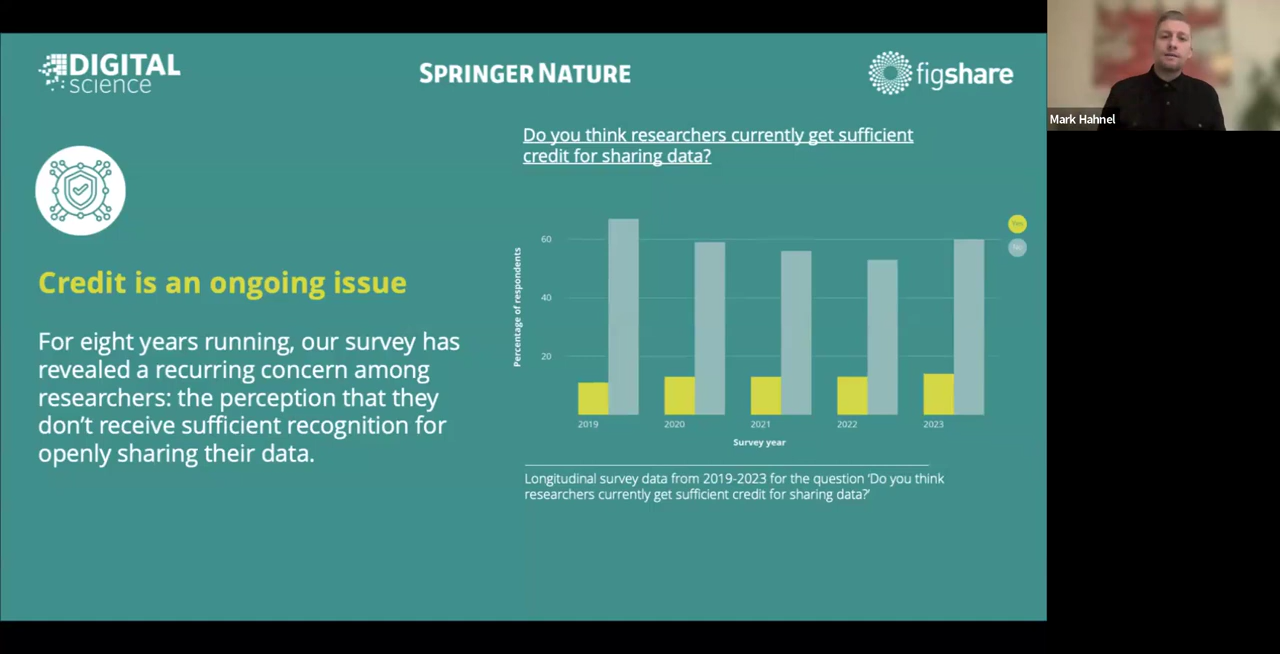 DIGITAL
science
SPRINGER NATURE
figshare
Mark Hahnel
Do you think researchers currently get sufficient
credit for sharing data?
Credit is an ongoing issue
For eight years running, our survey has
revealed a recurring concern among
researchers: the perception that they
don’t receive sufficient recognition for
openly sharing their data.
Yes
No
Percentage of respondents
60
40
20
2019 2020 2021 2022 2023
Survey year
Longitudinal survey data from 2019-2023 for the question ‘Do you think
researchers currently get sufficient credit for sharing data?’